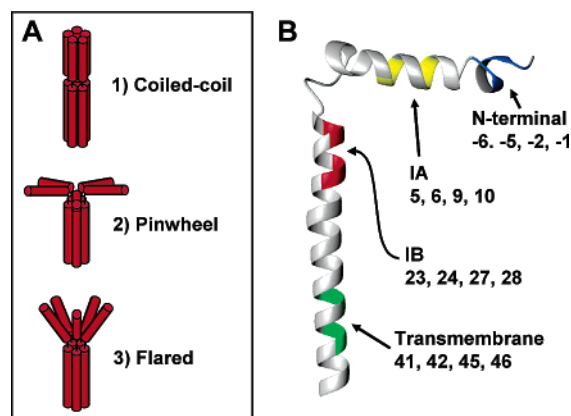 A
1) Coiled-coil
2) Pinwheel
3) Flared
B
N-terminal
-6. -5, -2, -1
IA
5, 6, 9, 10
IB
23, 24, 27, 28
Transmembrane
41, 42, 45, 46